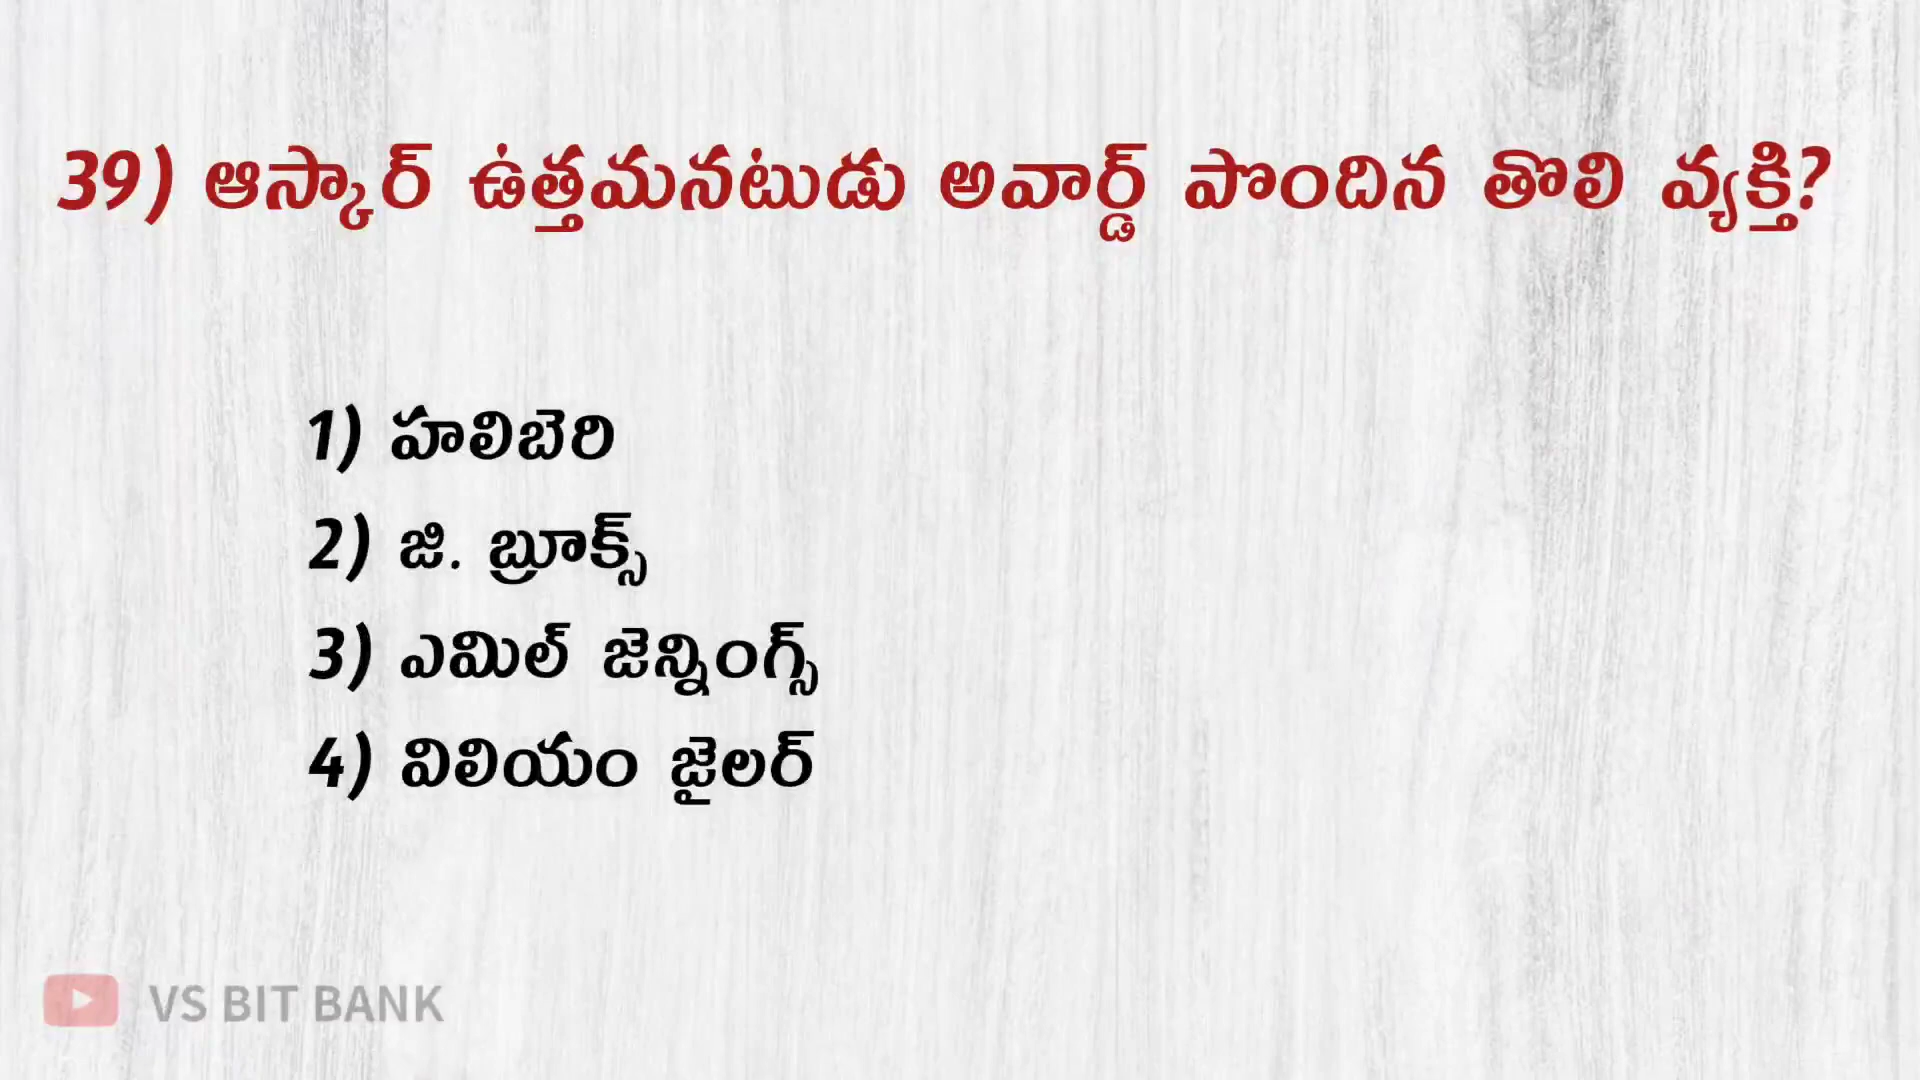 39) ఆస్కార్ ఉత్తమనటుడు అవార్డ్ పొందిన తొలి వ్యక్తి?
1) హలిబెరి
2) జి. బ్రూక్స్
3) ఎమిల్ జెన్నింగ్స్
4) విలియం జైలర్
VS BIT BANK